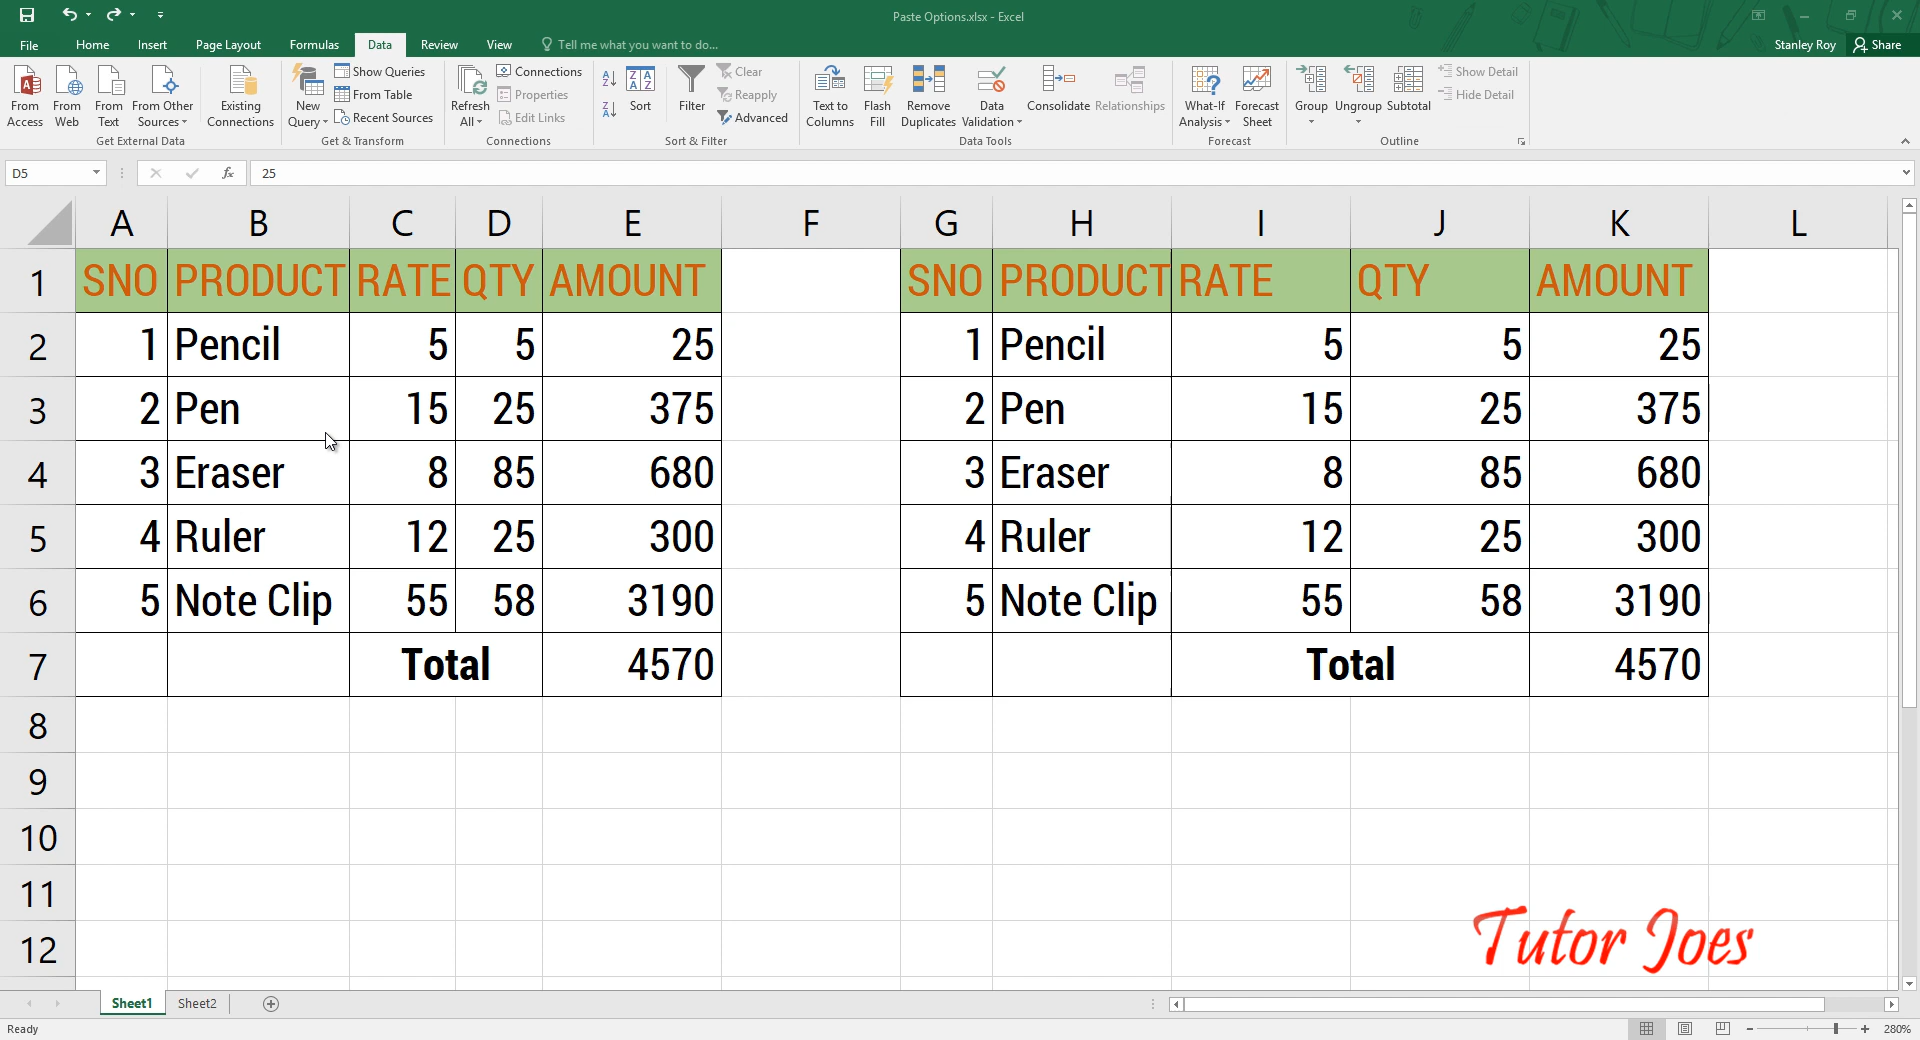 Paste Options.xlsx - Excel
File Home Insert Page Layout Formulas Data Review View Tell me what you want to do... Stanley Roy Share
From Access
From Web
From Text
From Other Sources
Existing Connections
Get External Data
New Query
Show Queries
From Table
Recent Sources
Get & Transform
Refresh All
Connections
Properties
Edit Links
Connections
Sort
Filter
Clear
Reapply
Advanced
Sort & Filter
Text to Columns
Flash Fill
Remove Duplicates
Data Validation
Consolidate
Relationships
Data Tools
What-If Analysis
Forecast Sheet
Forecast
Group
Ungroup
Subtotal
Show Detail
Hide Detail
Outline
D5 fx 25
A B C D E F G H I J K L
1 SNO PRODUCT RATE QTY AMOUNT SNO PRODUCT RATE QTY AMOUNT
2 1 Pencil 5 5 25 1 Pencil 5 5 25
3 2 Pen 15 25 375 2 Pen 15 25 375
4 3 Eraser 8 85 680 3 Eraser 8 85 680
5 4 Ruler 12 25 300 4 Ruler 12 25 300
6 5 Note Clip 55 58 3190 5 Note Clip 55 58 3190
7 Total 4570 Total 4570
8
9
10
11
12
Tutor Joes
Sheet1 Sheet2
Ready 280%